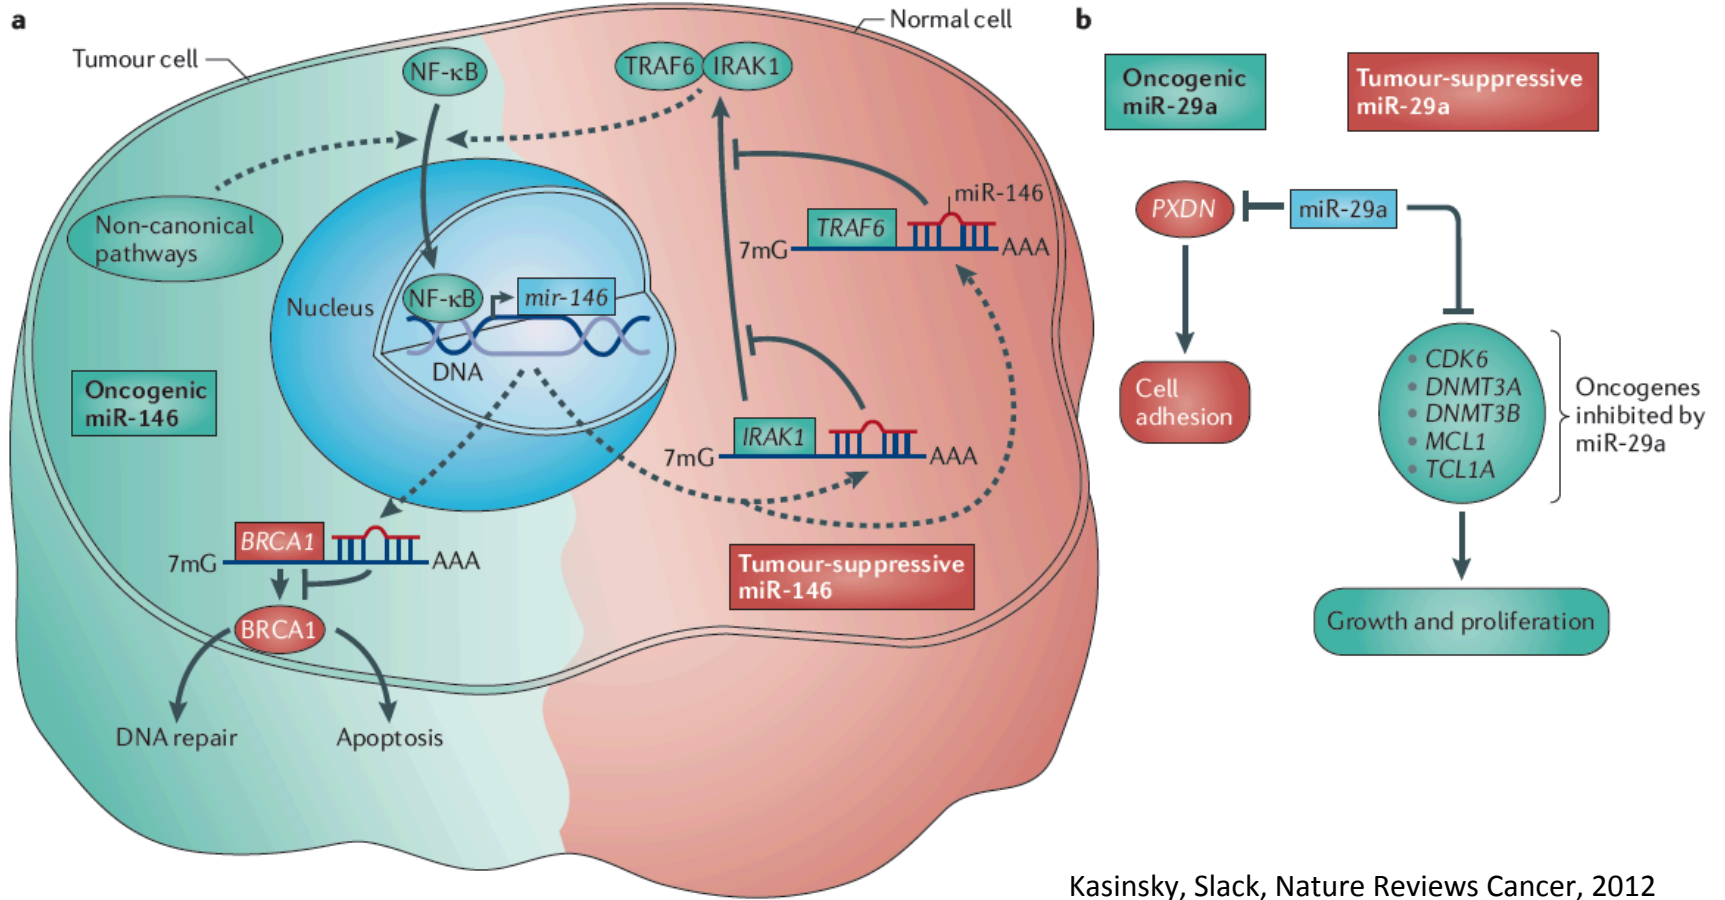 a
Tumour cell
NF-κB
TRAF6
IRAK1
Normal cell
Non-canonical
pathways
Nucleus
NF-κB
mir-146
DNA
Oncogenic
miR-146
miR-146
7mG
TRAF6
AAA
7mG
IRAK1
AAA
7mG
BRCA1
AAA
BRCA1
DNA repair
Apoptosis
Tumour-suppressive
miR-146
b
Oncogenic
miR-29a
Tumour-suppressive
miR-29a
PXDN
miR-29a
Cell
adhesion
• CDK6
• DNMT3A
• DNMT3B
• MCL1
• TCL1A
Oncogenes
inhibited by
miR-29a
Growth and proliferation
Kasinsky, Slack, Nature Reviews Cancer, 2012